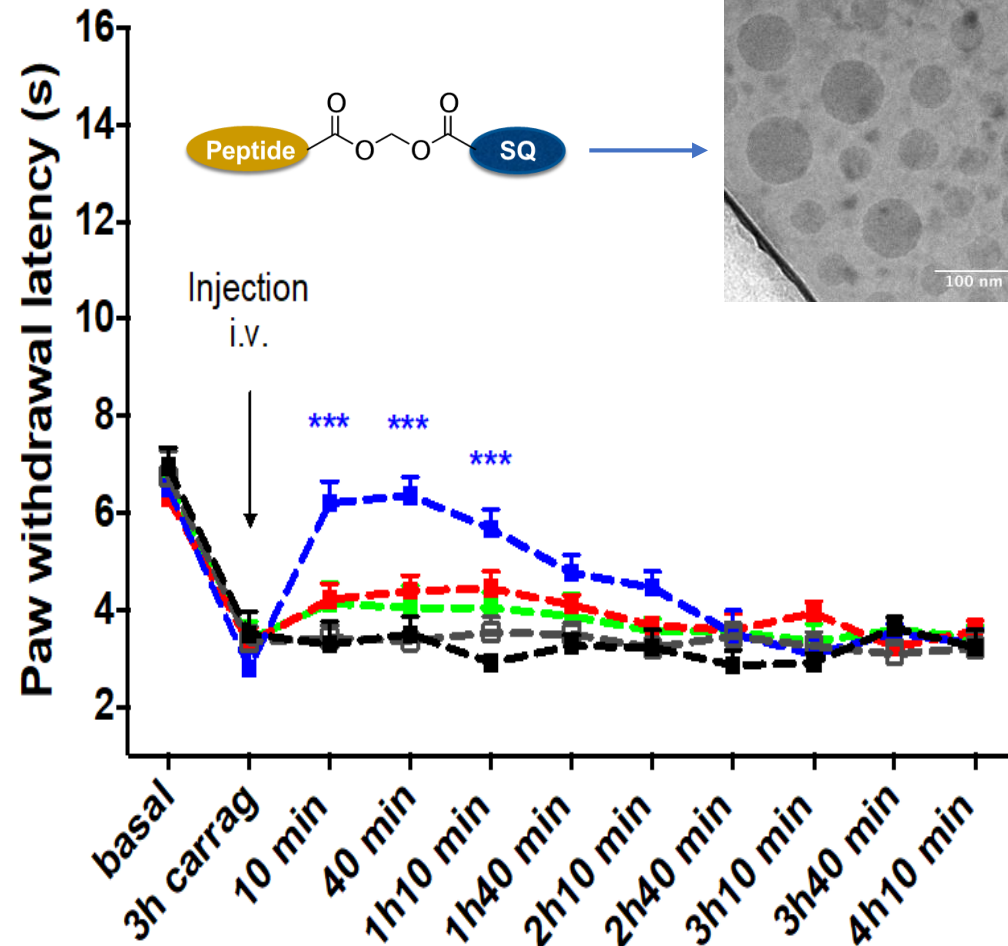 Paw withdrawal latency (s)
16
14
12
10
8
6
4
2
Peptide
O
O
O
O
SQ
100 nm
Injection
i.v.
***
***
***
basal
3h carrag
10 min
40 min
1h10 min
1h40 min
2h10 min
2h40 min
3h10 min
3h40 min
4h10 min